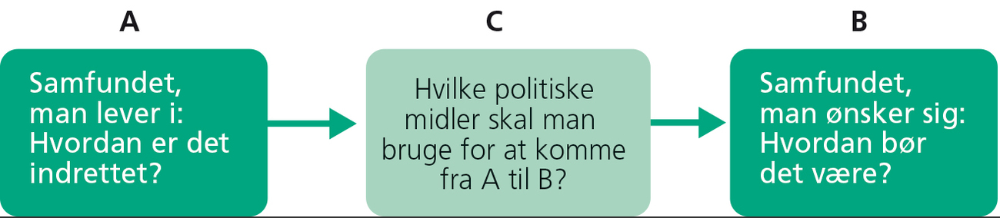 A
Samfundet,
man lever i:
Hvordan er det
indrettet?
C
Hvilke politiske
midler skal man
bruge for at komme
fra A til B?
B
Samfundet,
man ønsker sig:
Hvordan bør
det være?